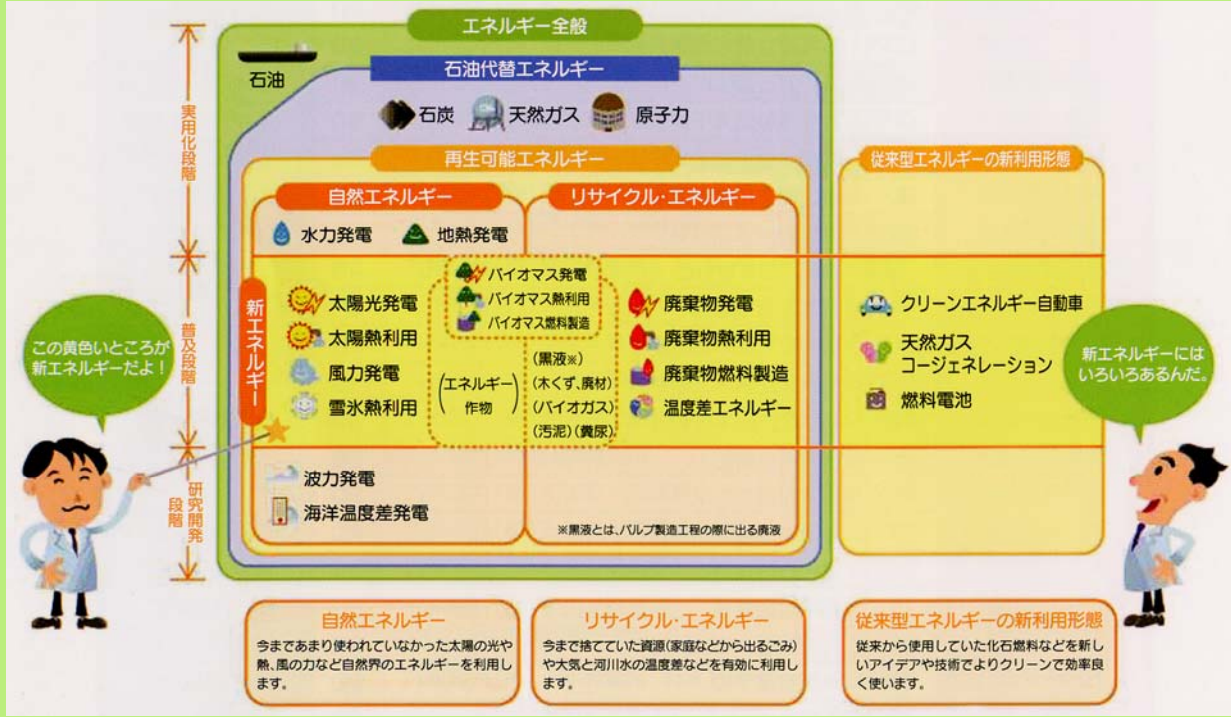 エネルギー全般
石油
石油代替エネルギー
石炭
天然ガス
原子力
再生可能エネルギー
従来型エネルギーの新利用形態
自然エネルギー
リサイクル・エネルギー
水力発電
地熱発電
実用化段階
普及段階
研究開発
段階
新エネルギー
太陽光発電
太陽熱利用
風力発電
雪氷熱利用
バイオマス発電
バイオマス熱利用
バイオマス燃料製造
(エネルギー
作物)
(黒液※)
(木くず、廃材)
(バイオガス)
(汚泥)(糞尿)
廃棄物発電
廃棄物熱利用
廃棄物燃料製造
温度差エネルギー
クリーンエネルギー自動車
天然ガス
コージェネレーション
燃料電池
この黄色いところが
新エネルギーだよ!
新エネルギーには
いろいろあるんだ。
波力発電
海洋温度差発電
※黒液とは、パルプ製造工程の際に出る廃液
自然エネルギー
今まであまり使われていなかった太陽の光や
熱、風の力など自然界のエネルギーを利用し
ます。
リサイクル・エネルギー
今まで捨てていた資源(家庭などから出るごみ)
や大気と河川水の温度差などを有効に利用し
ます。
従来型エネルギーの新利用形態
従来から使用していた化石燃料などを新し
いアイデアや技術でよりクリーンで効率良
く使います。